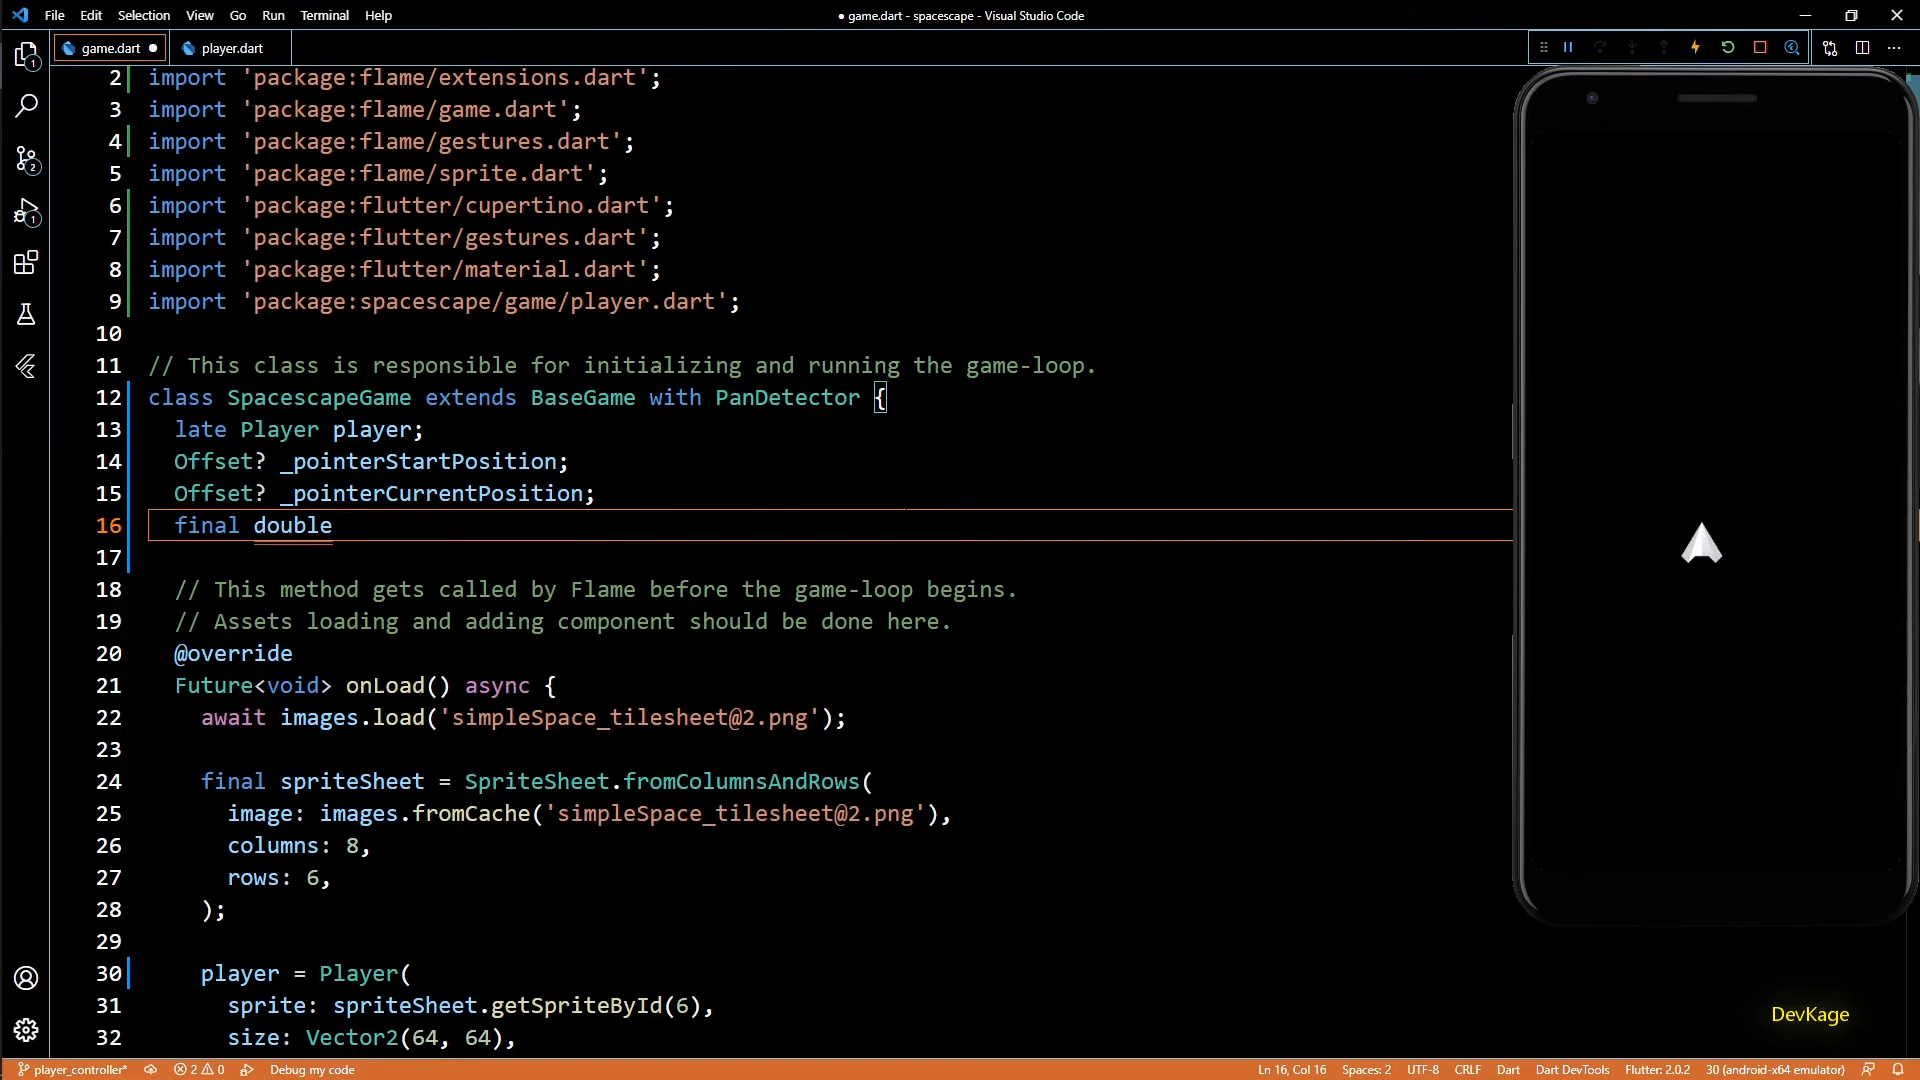 File Edit Selection View Go Run Terminal Help
● game.dart - spacescape - Visual Studio Code
game.dart ●
player.dart
1
2
1
2 import 'package:flame/extensions.dart';
3 import 'package:flame/game.dart';
4 import 'package:flame/gestures.dart';
5 import 'package:flame/sprite.dart';
6 import 'package:flutter/cupertino.dart';
7 import 'package:flutter/gestures.dart';
8 import 'package:flutter/material.dart';
9 import 'package:spacescape/game/player.dart';
10
11 // This class is responsible for initializing and running the game-loop.
12 class SpacescapeGame extends BaseGame with PanDetector {
13 late Player player;
14 Offset? _pointerStartPosition;
15 Offset? _pointerCurrentPosition;
16 final double
17
18 // This method gets called by Flame before the game-loop begins.
19 // Assets loading and adding component should be done here.
20 @override
21 Future<void> onLoad() async {
22 await images.load('simpleSpace_tilesheet@2.png');
23
24 final spriteSheet = SpriteSheet.fromColumnsAndRows(
25 image: images.fromCache('simpleSpace_tilesheet@2.png'),
26 columns: 8,
27 rows: 6,
28 );
29
30 player = Player(
31 sprite: spriteSheet.getSpriteById(6),
32 size: Vector2(64, 64),
DevKage
player_controller* 2 0 Debug my code Ln 16, Col 16 Spaces: 2 UTF-8 CRLF Dart Dart DevTools Flutter: 2.0.2 30 (android-x64 emulator)